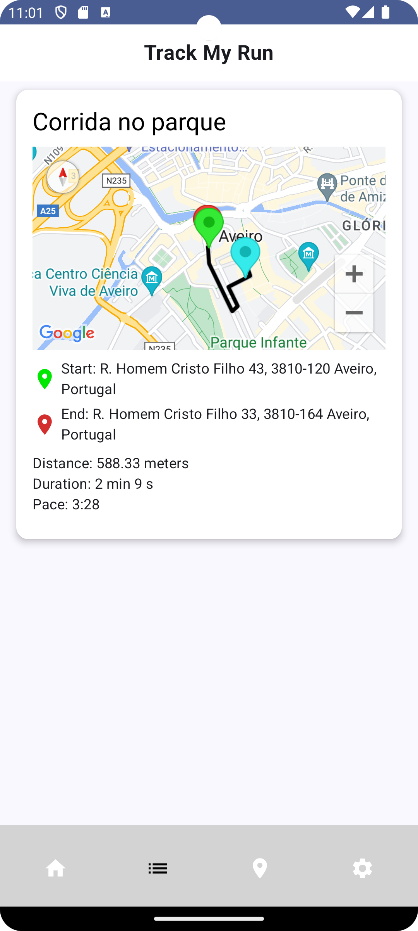 11:01
Track My Run
Corrida no parque
Estacionamento...
N109
3
N235
Ponte d
de Amiz
A25
GLÓRI
Aveiro
ca Centro Ciência
Viva de Aveiro
+
−
Google
N235
Parque Infante
Start: R. Homem Cristo Filho 43, 3810-120 Aveiro,
Portugal
End: R. Homem Cristo Filho 33, 3810-164 Aveiro,
Portugal
Distance: 588.33 meters
Duration: 2 min 9 s
Pace: 3:28